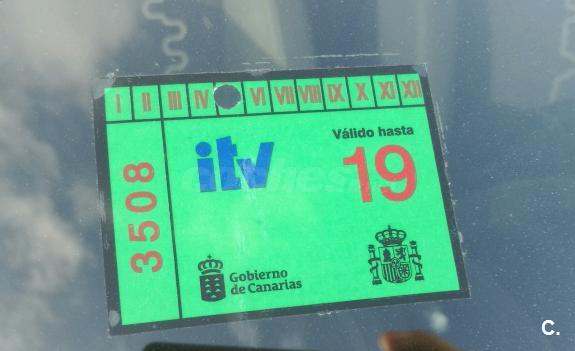 I II III IV VI VII VIII IX X XI XII
Válido hasta
itv
19
3508
Gobierno
de Canarias
C.